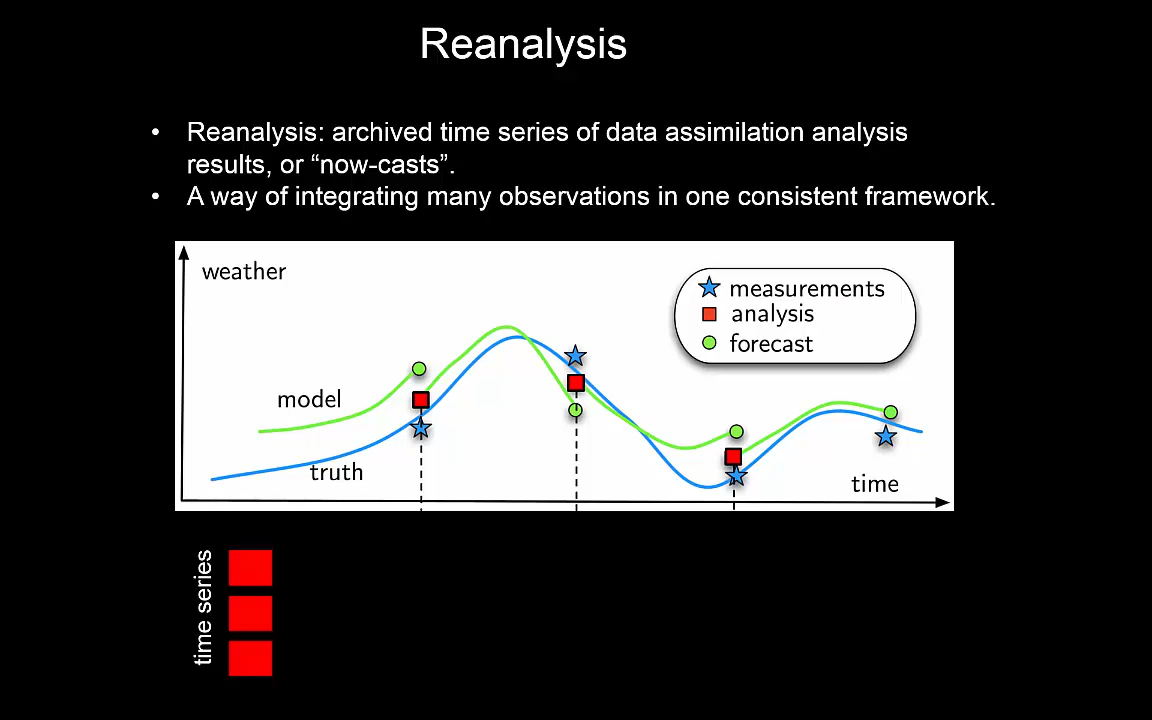 Reanalysis
• Reanalysis: archived time series of data assimilation analysis
results, or “now-casts”.
• A way of integrating many observations in one consistent framework.
weather
measurements
analysis
forecast
model
truth
time
time series